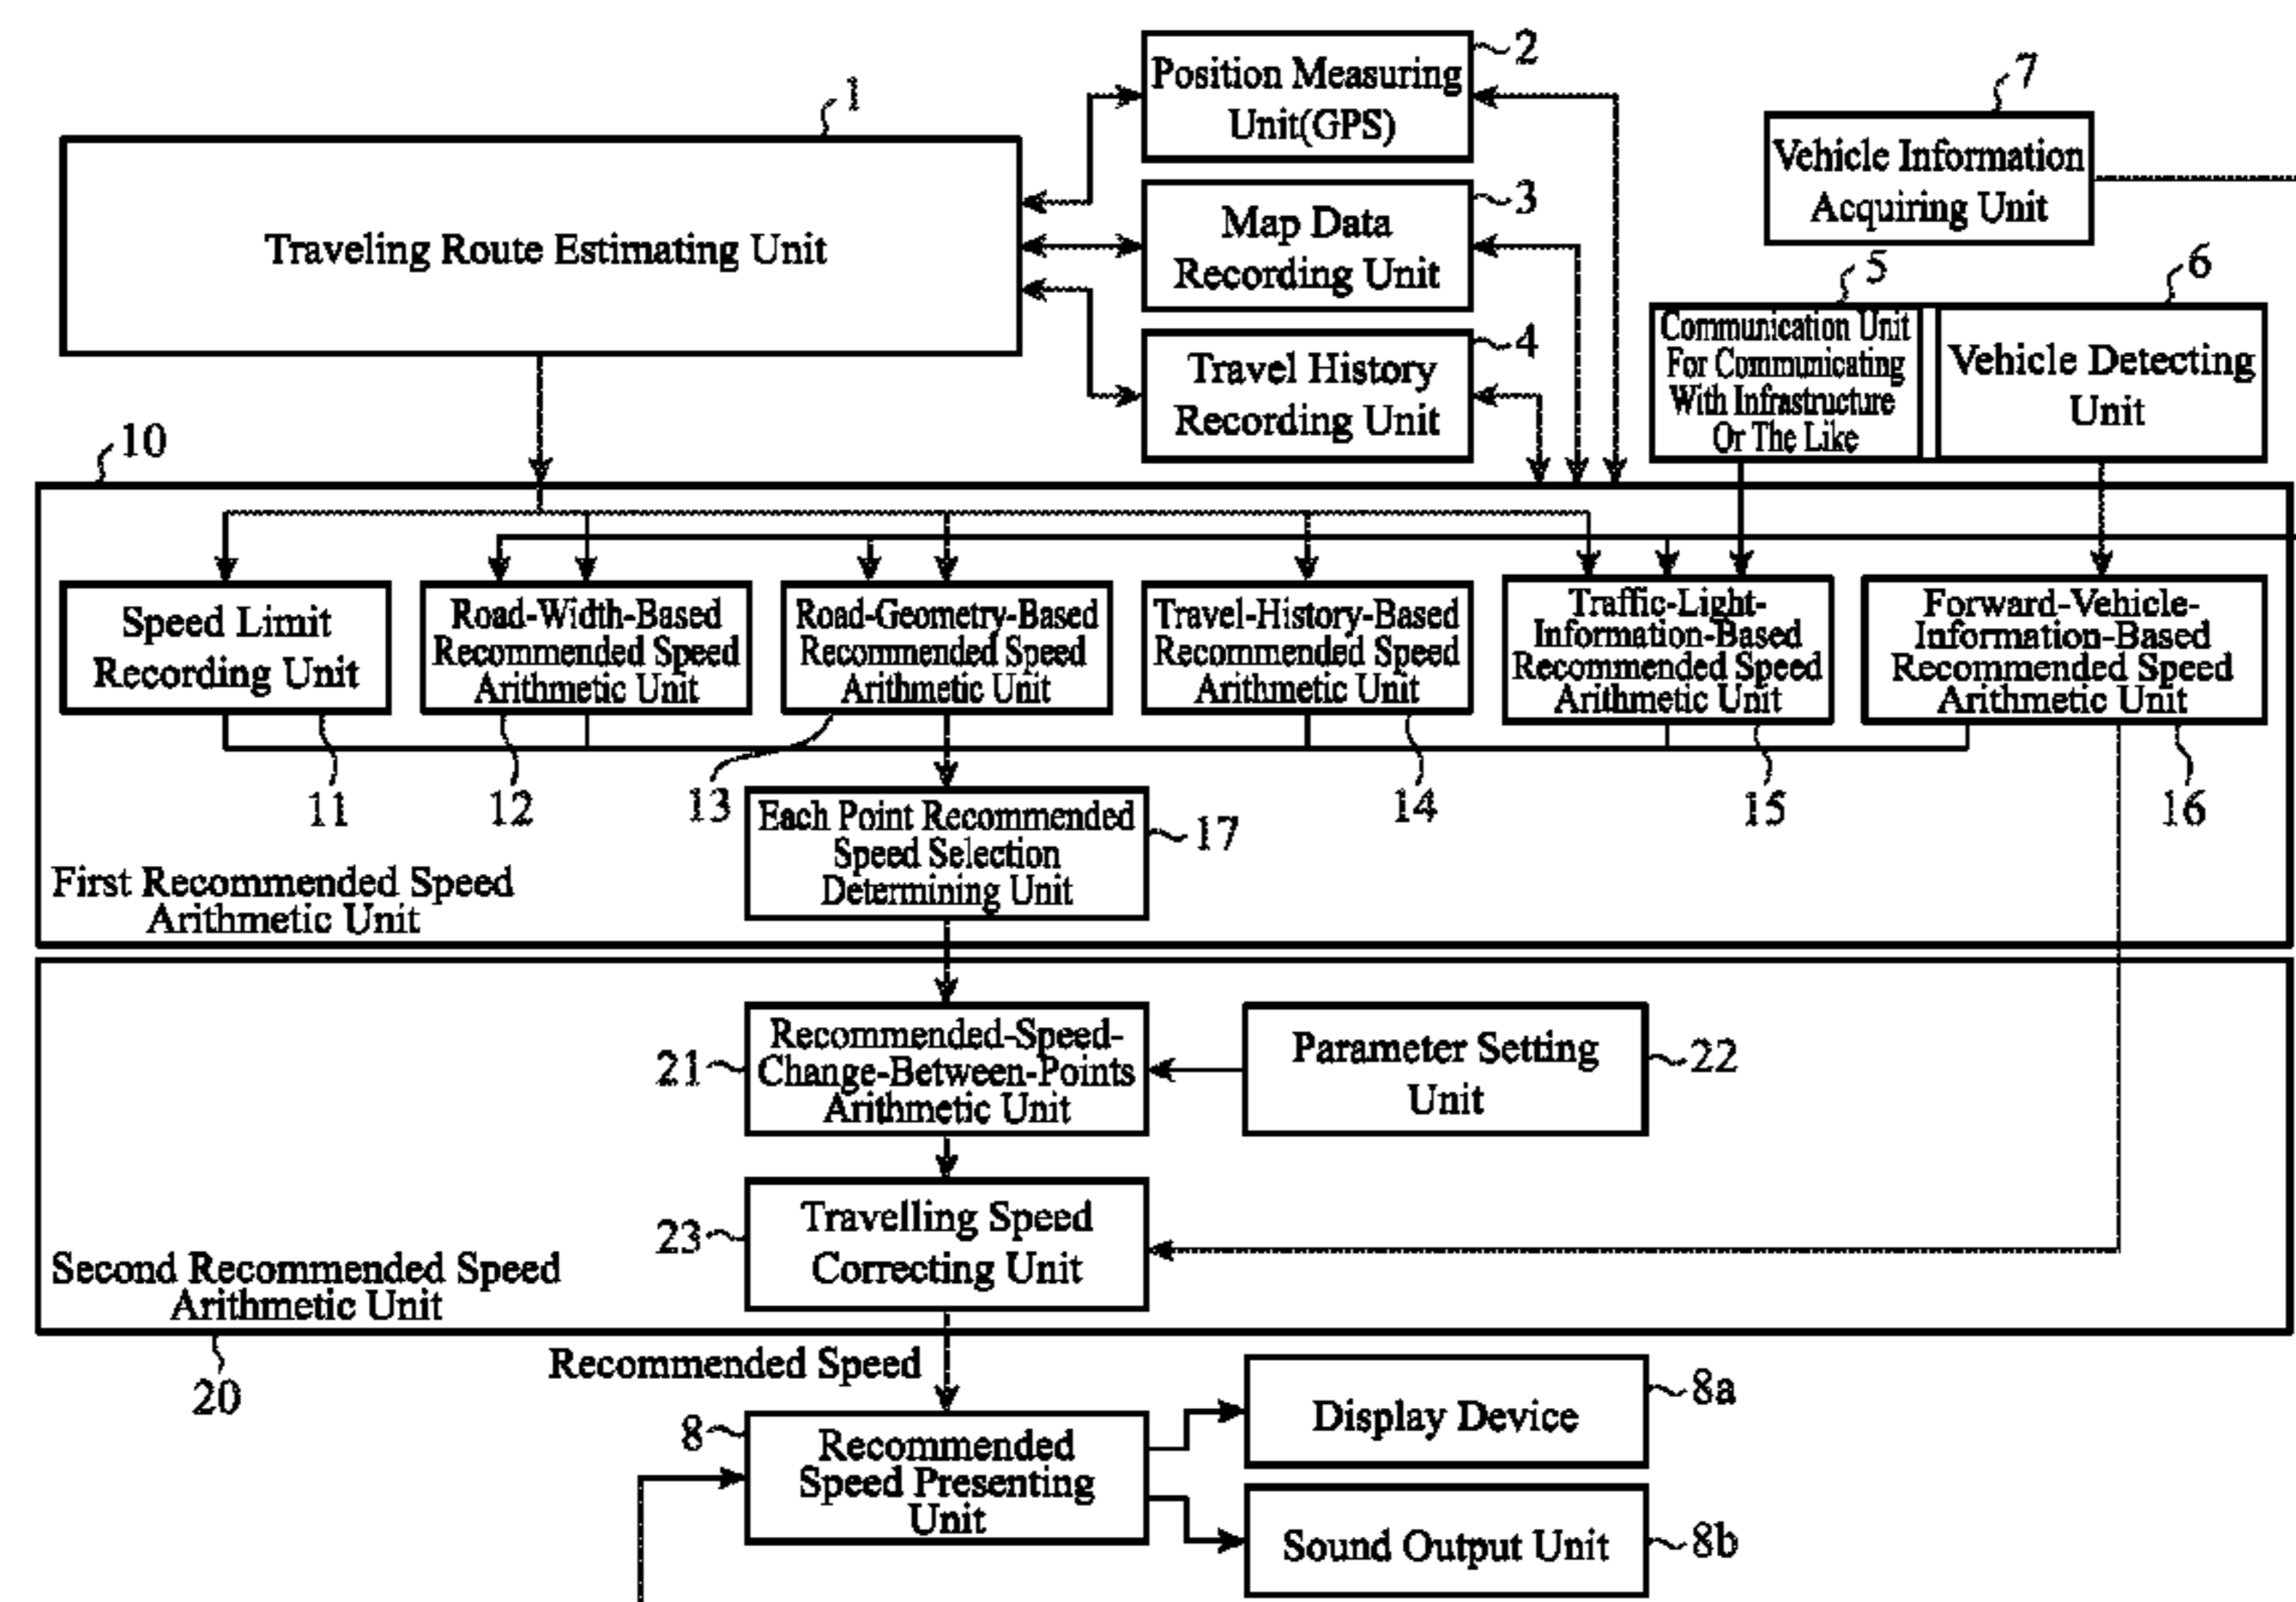 1
Traveling Route Estimating Unit
2
Position Measuring
Unit(GPS)
3
Map Data
Recording Unit
4
Travel History
Recording Unit
7
Vehicle Information
Acquiring Unit
5
Communication Unit
For Communicating
With Infrastructure
Or The Like
6
Vehicle Detecting
Unit
10
Speed Limit
Recording Unit
11
Road-Width-Based
Recommended Speed
Arithmetic Unit
12
Road-Geometry-Based
Recommended Speed
Arithmetic Unit
13
Travel-History-Based
Recommended Speed
Arithmetic Unit
14
Traffic-Light-
Information-Based
Recommended Speed
Arithmetic Unit
15
Forward-Vehicle-
Information-Based
Recommended Speed
Arithmetic Unit
16
Each Point Recommended
Speed Selection
Determining Unit
17
First Recommended Speed
Arithmetic Unit
21
Recommended-Speed-
Change-Between-Points
Arithmetic Unit
Parameter Setting
Unit
22
23
Travelling Speed
Correcting Unit
Second Recommended Speed
Arithmetic Unit
20
Recommended Speed
8
Recommended
Speed Presenting
Unit
Display Device
8a
Sound Output Unit
8b